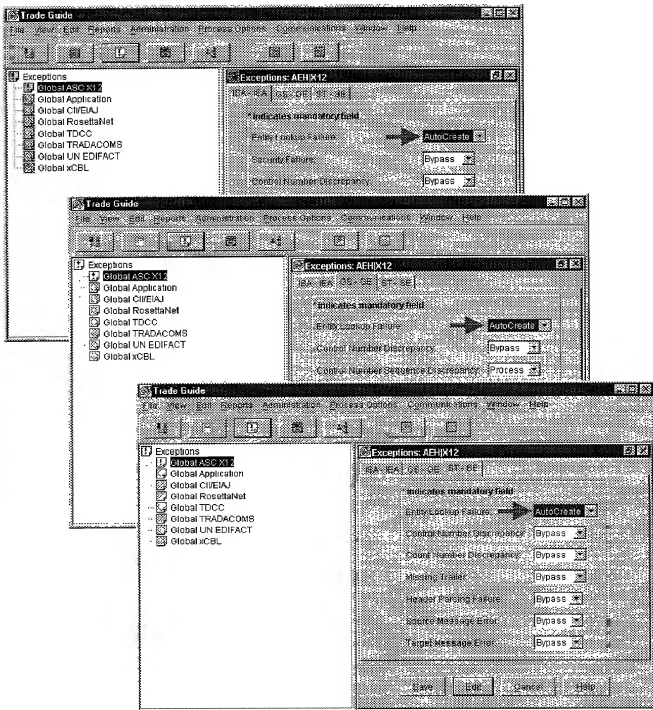 Trade Guide
File View Edit Reports Administration Process Options Communications Window Help
Exceptions
Global ASC X12
Global Application
Global CII/EIAJ
Global RosettaNet
Global TDCC
Global TRADACOMS
Global UN EDIFACT
Global xCBL
Exceptions: AEH|X12
ISA - IEA GS - GE ST - SE
*indicates mandatory field
Entity Lookup Failure: AutoCreate
Security Failure: Bypass
Control Number Discrepancy: Bypass
Trade Guide
File View Edit Reports Administration Process Options Communications Window Help
Exceptions
Global ASC X12
Global Application
Global CII/EIAJ
Global RosettaNet
Global TDCC
Global TRADACOMS
Global UN EDIFACT
Global xCBL
Exceptions: AEH|X12
ISA - IEA GS - GE ST - SE
*indicates mandatory field
Entity Lookup Failure: AutoCreate
Control Number Discrepancy: Bypass
Control Number Sequence Discrepancy: Process
Trade Guide
File View Edit Reports Administration Process Options Communications Window Help
Exceptions
Global ASC X12
Global Application
Global CII/EIAJ
Global RosettaNet
Global TDCC
Global TRADACOMS
Global UN EDIFACT
Global xCBL
Exceptions: AEH|X12
ISA - IEA GS - GE ST - SE
*indicates mandatory field
Entity Lookup Failure: AutoCreate
Control Number Discrepancy: Bypass
Count Number Discrepancy: Bypass
Missing Trailer: Bypass
Header Parsing Failure: Bypass
Source Message Error: Bypass
Target Message Error: Bypass
Save Edit Cancel Help